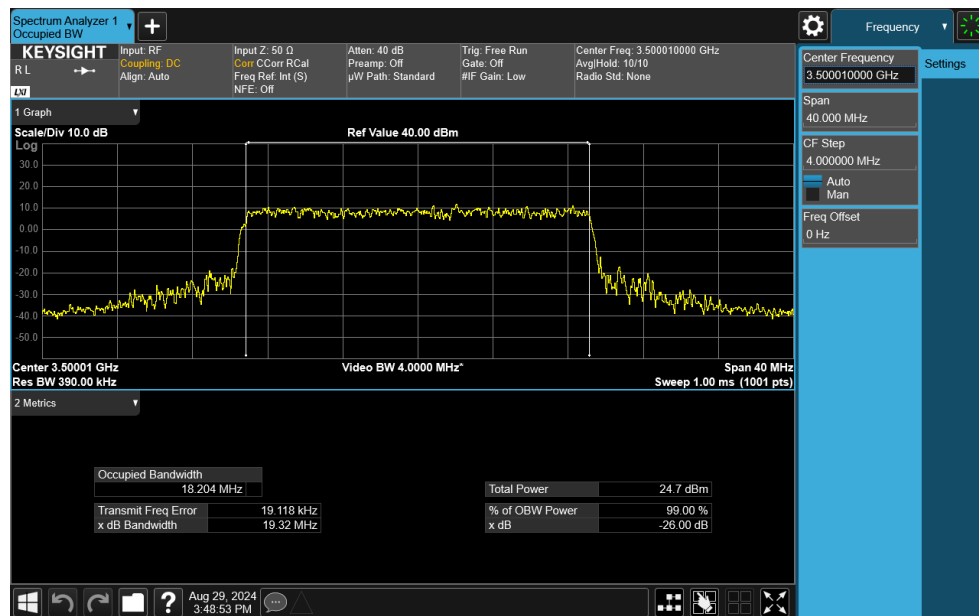 Spectrum Analyzer 1
Occupied BW
Frequency
KEYSIGHT
R L
LXI
Input: RF
Coupling: DC
Align: Auto
Input Z: 50 Ω
Corr CCorr RCal
Freq Ref: Int (S)
NFE: Off
Atten: 40 dB
Preamp: Off
µW Path: Standard
Trig: Free Run
Gate: Off
#IF Gain: Low
Center Freq: 3.500010000 GHz
Avg|Hold: 10/10
Radio Std: None
Center Frequency
3.500010000 GHz
Settings
Span
40.000 MHz
CF Step
4.000000 MHz
Auto
Man
Freq Offset
0 Hz
1 Graph
Scale/Div 10.0 dB
Ref Value 40.00 dBm
Log
30.0
20.0
10.0
0.00
-10.0
-20.0
-30.0
-40.0
-50.0
Center 3.50001 GHz
Video BW 4.0000 MHz*
Span 40 MHz
Res BW 390.00 kHz
Sweep 1.00 ms (1001 pts)
2 Metrics
Occupied Bandwidth
18.204 MHz
Total Power 24.7 dBm
Transmit Freq Error 19.118 kHz
% of OBW Power 99.00 %
x dB Bandwidth 19.32 MHz
x dB -26.00 dB
?
Aug 29, 2024
3:48:53 PM